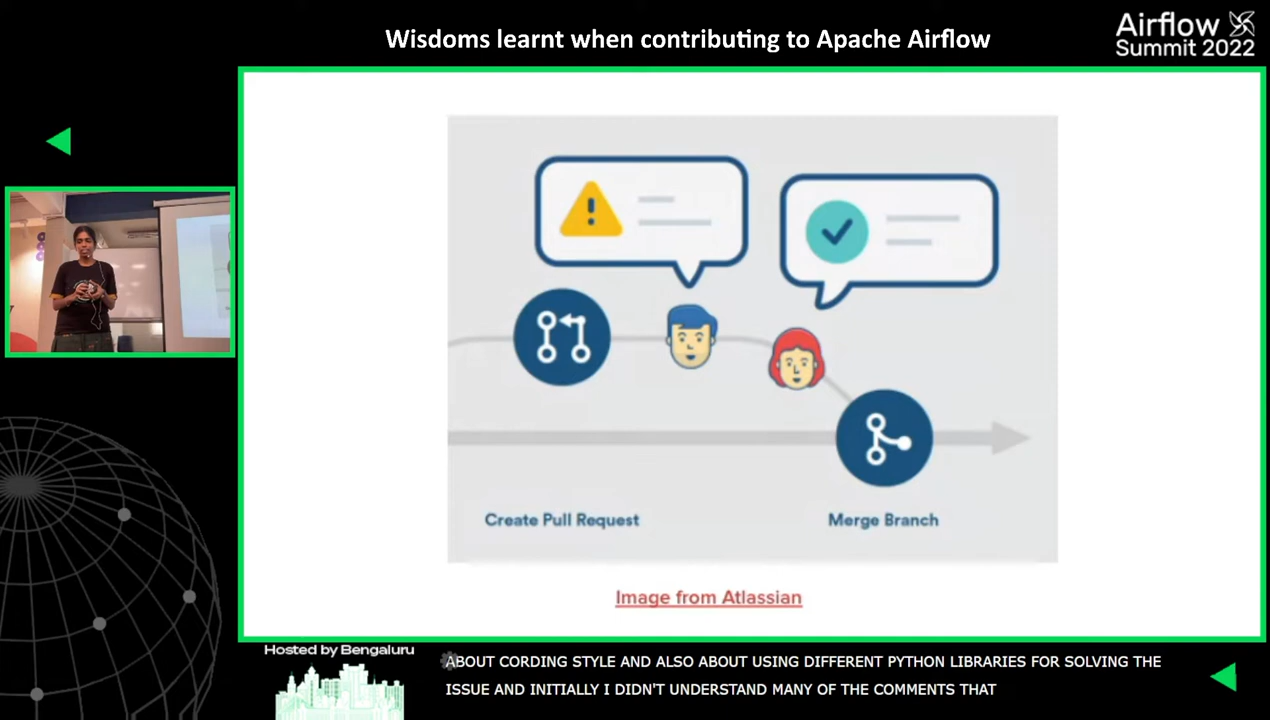 Wisdoms learnt when contributing to Apache Airflow
Airflow
Summit 2022
Create Pull Request
Merge Branch
Image from Atlassian
Hosted by Bengaluru
ABOUT CORDING STYLE AND ALSO ABOUT USING DIFFERENT PYTHON LIBRARIES FOR SOLVING THE
ISSUE AND INITIALLY I DIDN'T UNDERSTAND MANY OF THE COMMENTS THAT